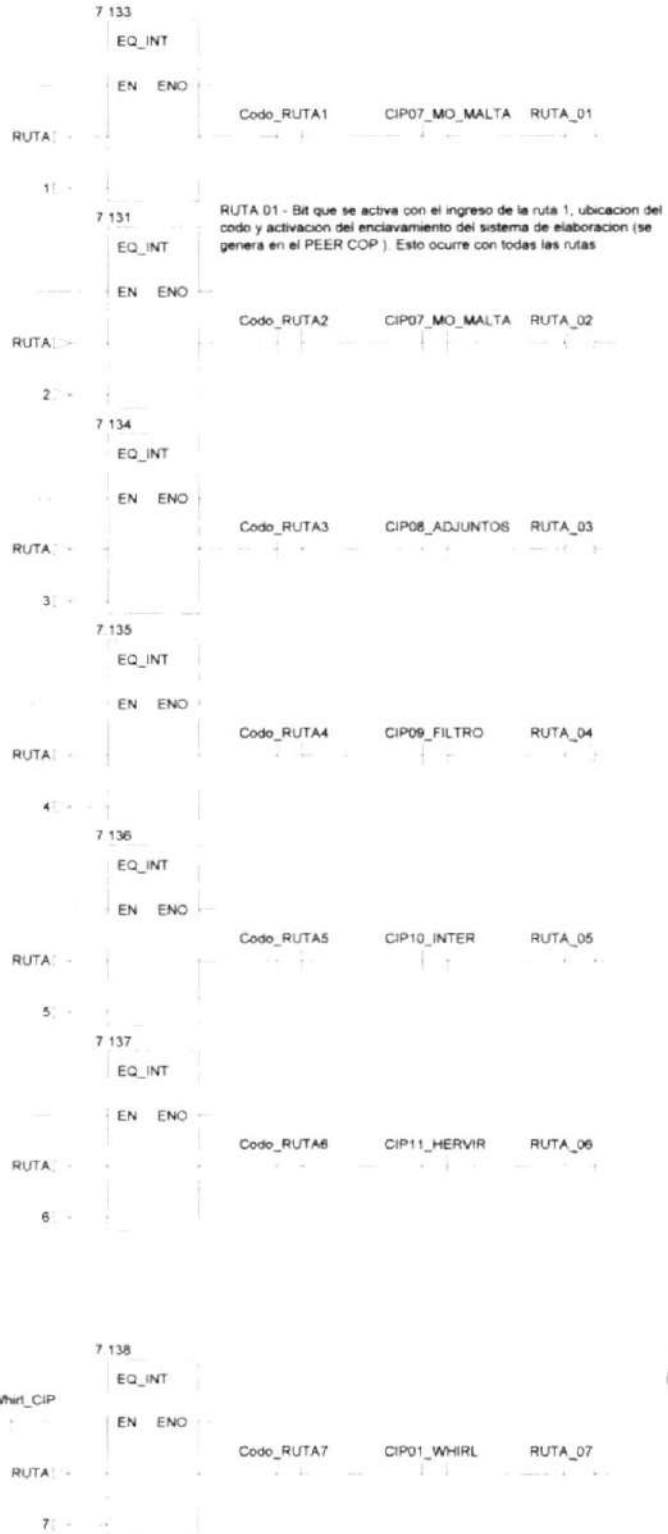 7 133
EQ_INT
EN ENO
Codo_RUTA1 CIP07_MO_MALTA RUTA_01
RUTA
1
RUTA 01 - Bit que se activa con el ingreso de la ruta 1, ubicacion del
codo y activacion del enclavamiento del sistema de elaboracion (se
genera en el PEER COP ). Esto ocurre con todas las rutas
7 131
EQ_INT
EN ENO
Codo_RUTA2 CIP07_MO_MALTA RUTA_02
RUTA
2
7 134
EQ_INT
EN ENO
Codo_RUTA3 CIP08_ADJUNTOS RUTA_03
RUTA
3
7 135
EQ_INT
EN ENO
Codo_RUTA4 CIP09_FILTRO RUTA_04
RUTA
4
7 136
EQ_INT
EN ENO
Codo_RUTA5 CIP10_INTER RUTA_05
RUTA
5
7 137
EQ_INT
EN ENO
Codo_RUTA6 CIP11_HERVIR RUTA_06
RUTA
6
7 138
EQ_INT
Whirl_CIP
EN ENO
Codo_RUTA7 CIP01_WHIRL RUTA_07
RUTA
7